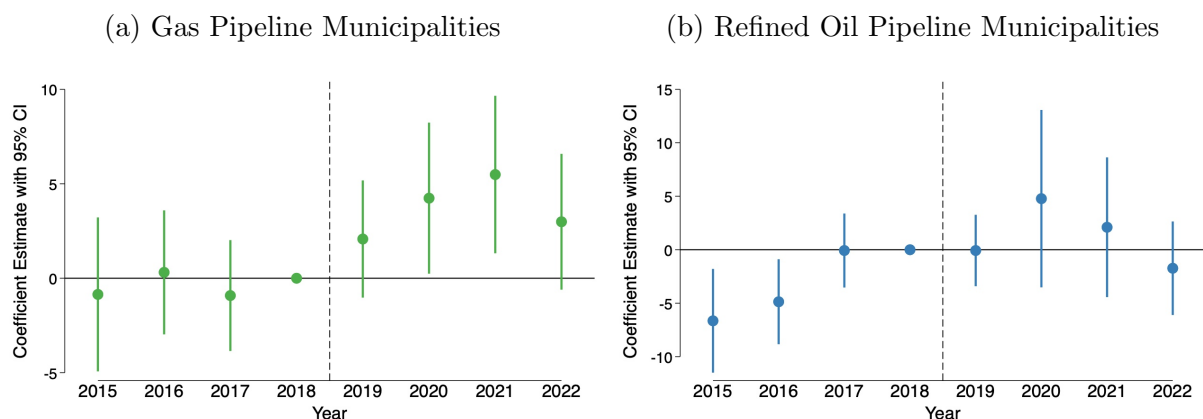 (a) Gas Pipeline Municipalities
Coefficient Estimate with 95% CI
10
5
0
-5
2015 2016 2017 2018 2019 2020 2021 2022
Year
(b) Refined Oil Pipeline Municipalities
Coefficient Estimate with 95% CI
15
10
5
0
-5
-10
2015 2016 2017 2018 2019 2020 2021 2022
Year